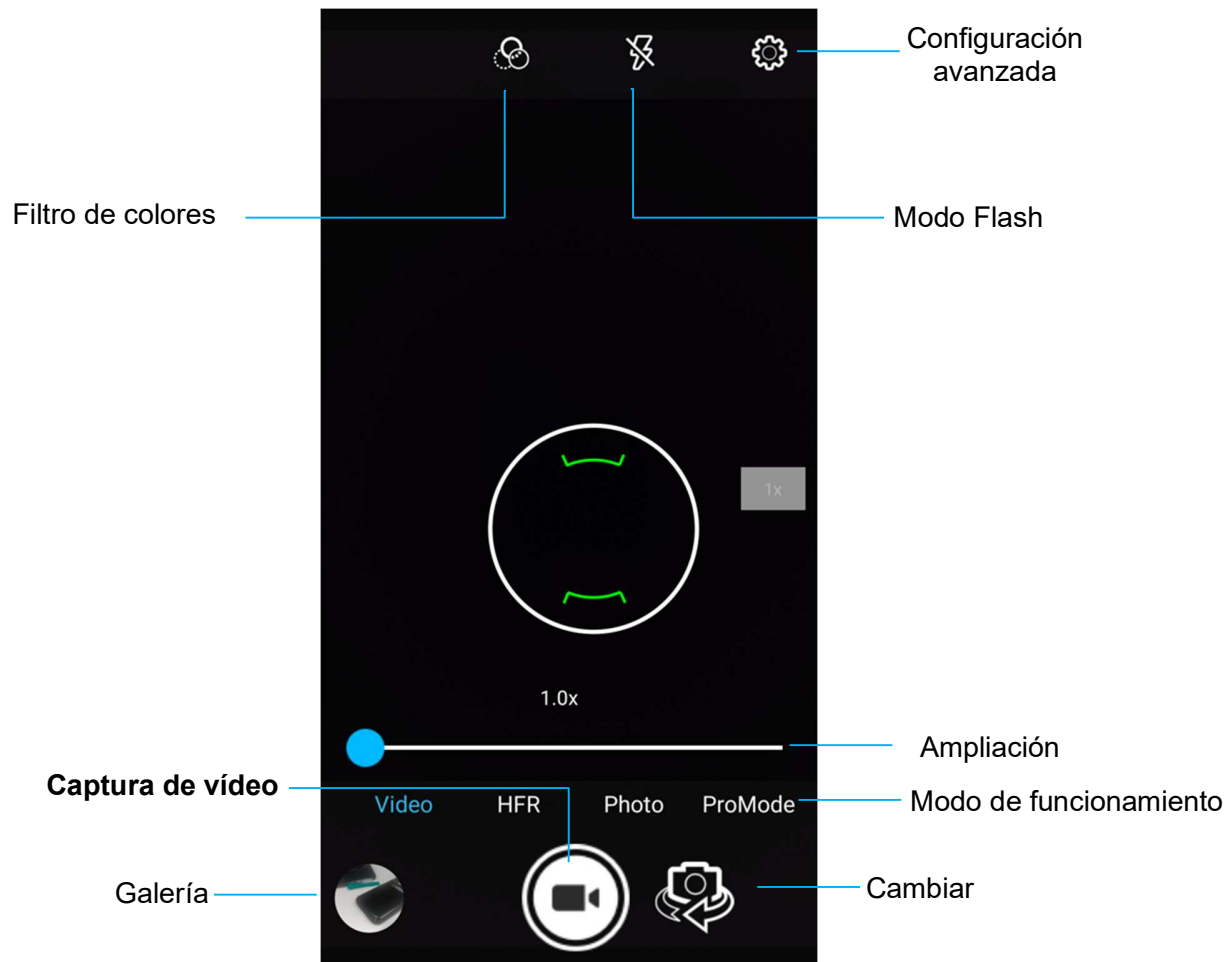 Configuración
avanzada
Filtro de colores
Modo Flash
1x
1.0x
Ampliación
Captura de vídeo
Video HFR Photo ProMode
Modo de funcionamiento
Galería
Cambiar